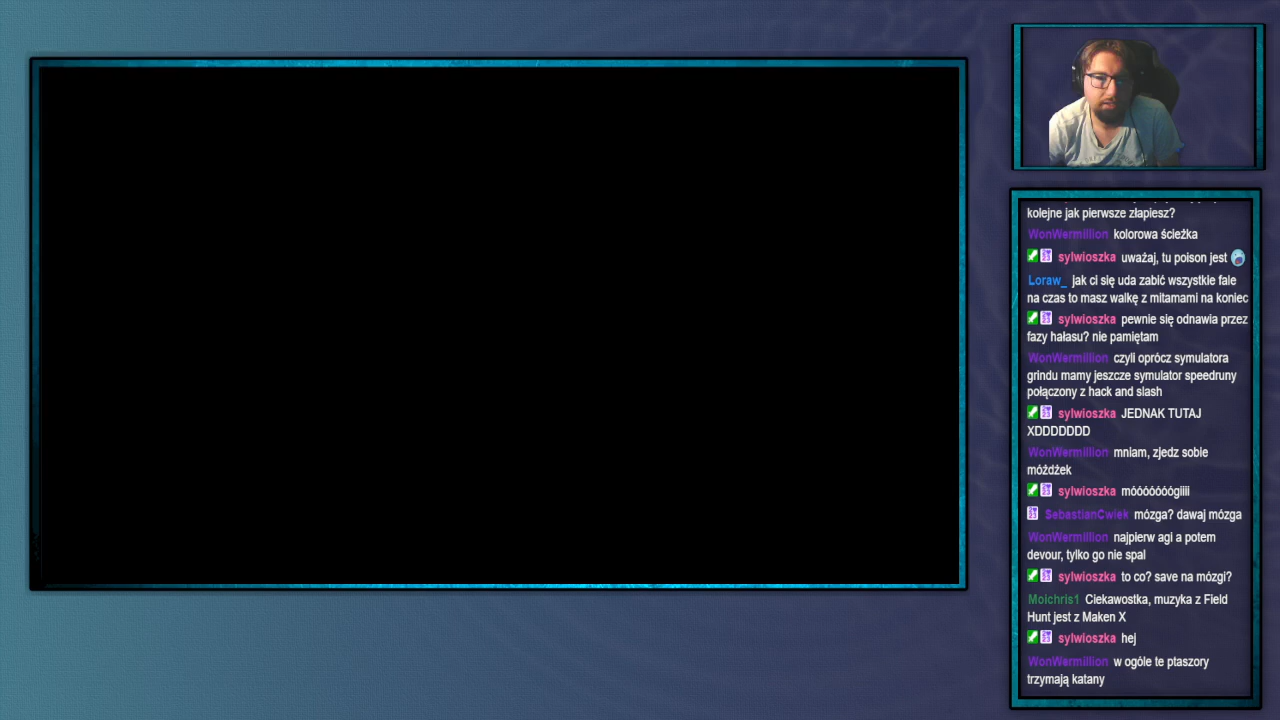 kolejne jak pierwsze złapiesz?
WonWermillion kolorowa ścieżka
sylwioszka uważaj, tu poison jest
Loraw_ jak ci się uda zabić wszystkie fale
na czas to masz walkę z mitamami na koniec
sylwioszka pewnie się odnawia przez
fazy hałasu? nie pamiętam
WonWermillion czyli oprócz symulatora
grindu mamy jeszcze symulator speedruny
połączony z hack and slash
sylwioszka JEDNAK TUTAJ
XDDDDDDD
WonWermillion mniam, zjedz sobie
móżdżek
sylwioszka móóóóóóógiiii
SebastianCwiek mózga? dawaj mózga
WonWermillion najpierw agi a potem
devour, tylko go nie spal
sylwioszka to co? save na mózgi?
Moichris1 Ciekawostka, muzyka z Field
Hunt jest z Maken X
sylwioszka hej
WonWermillion w ogóle te ptaszory
trzymają katany